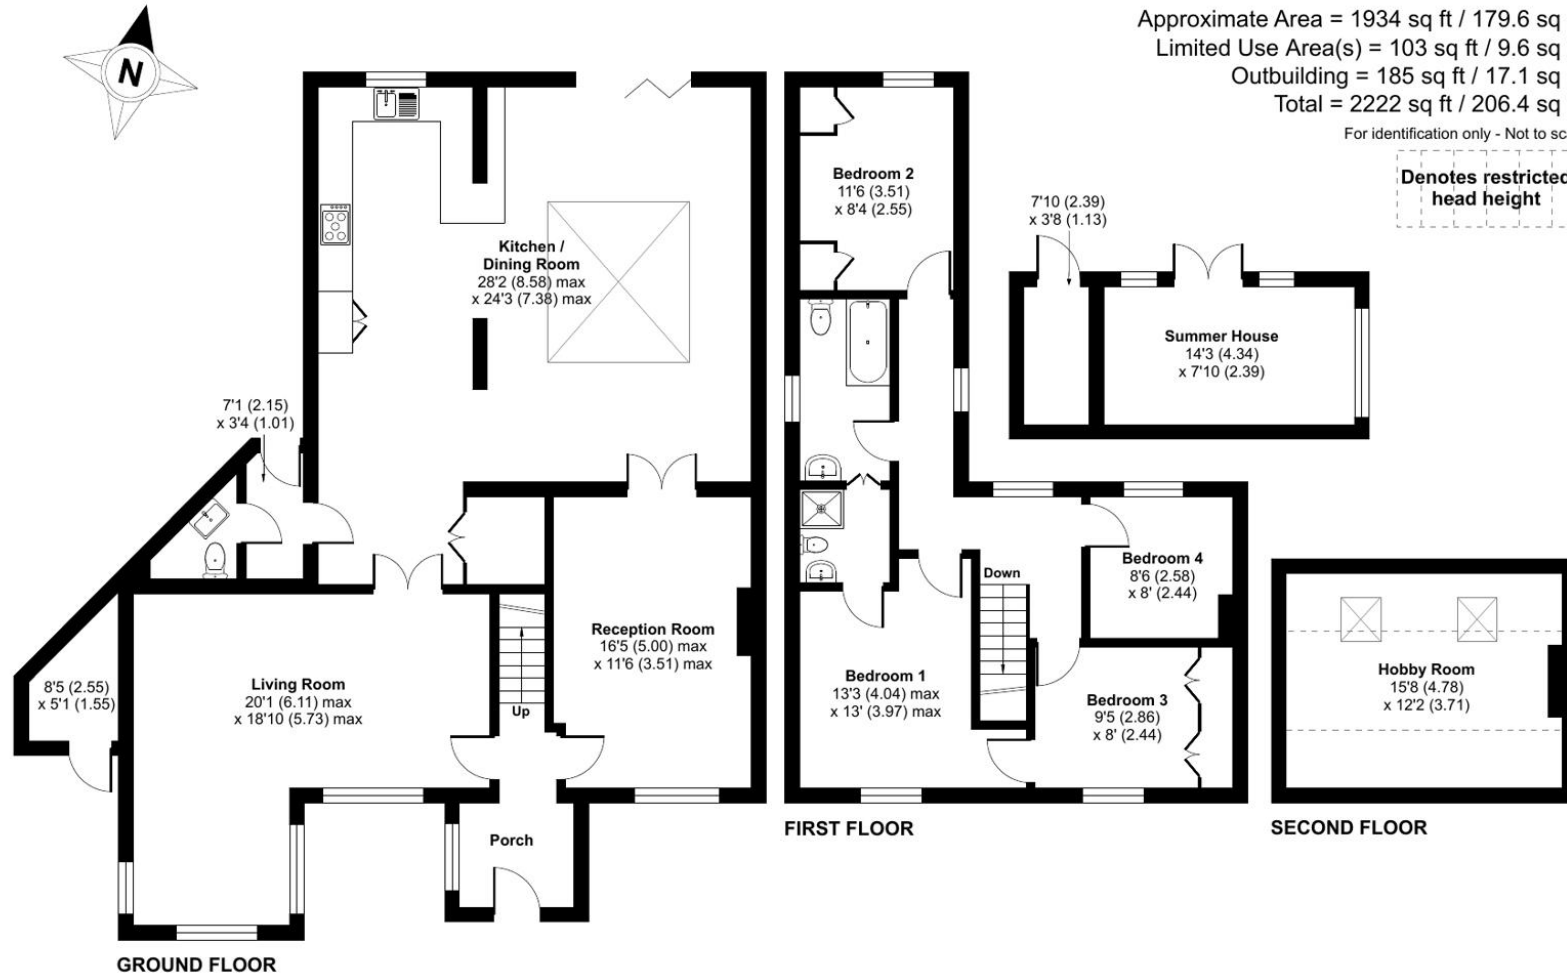 Approximate Area = 1934 sq ft / 179.6 sq
Limited Use Area(s) = 103 sq ft / 9.6 sq
Outbuilding = 185 sq ft / 17.1 sq
Total = 2222 sq ft / 206.4 sq
For identification only - Not to sc
Denotes restricted
head height
N
Kitchen /
Dining Room
28'2 (8.58) max
x 24'3 (7.38) max
7'1 (2.15)
x 3'4 (1.01)
8'5 (2.55)
x 5'1 (1.55)
Living Room
20'1 (6.11) max
x 18'10 (5.73) max
Up
Reception Room
16'5 (5.00) max
x 11'6 (3.51) max
Porch
GROUND FLOOR
Bedroom 2
11'6 (3.51)
x 8'4 (2.55)
Down
Bedroom 4
8'6 (2.58)
x 8' (2.44)
Bedroom 1
13'3 (4.04) max
x 13' (3.97) max
Bedroom 3
9'5 (2.86)
x 8' (2.44)
FIRST FLOOR
7'10 (2.39)
x 3'8 (1.13)
Summer House
14'3 (4.34)
x 7'10 (2.39)
Hobby Room
15'8 (4.78)
x 12'2 (3.71)
SECOND FLOOR